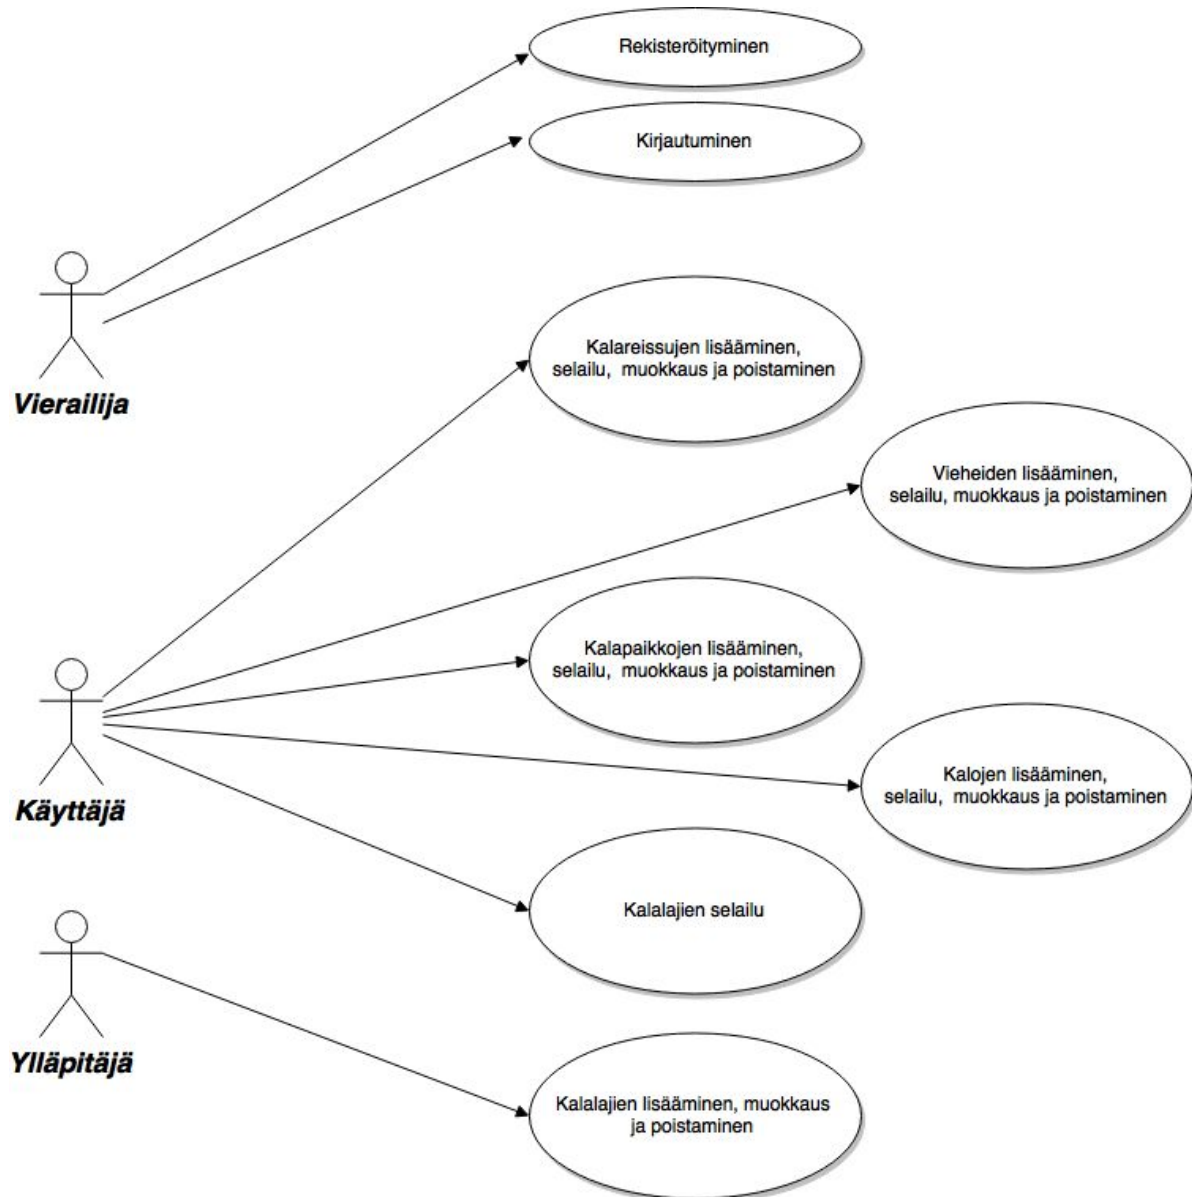 Rekisteröityminen
Kirjautuminen
Vierailija
Kalareissujen lisääminen,
selailu, muokkaus ja poistaminen
Vieheiden lisääminen,
selailu, muokkaus ja poistaminen
Kalapaikkojen lisääminen,
selailu, muokkaus ja poistaminen
Käyttäjä
Kalojen lisääminen,
selailu, muokkaus ja poistaminen
Kalalajien selailu
Ylläpitäjä
Kalalajien lisääminen, muokkaus
ja poistaminen